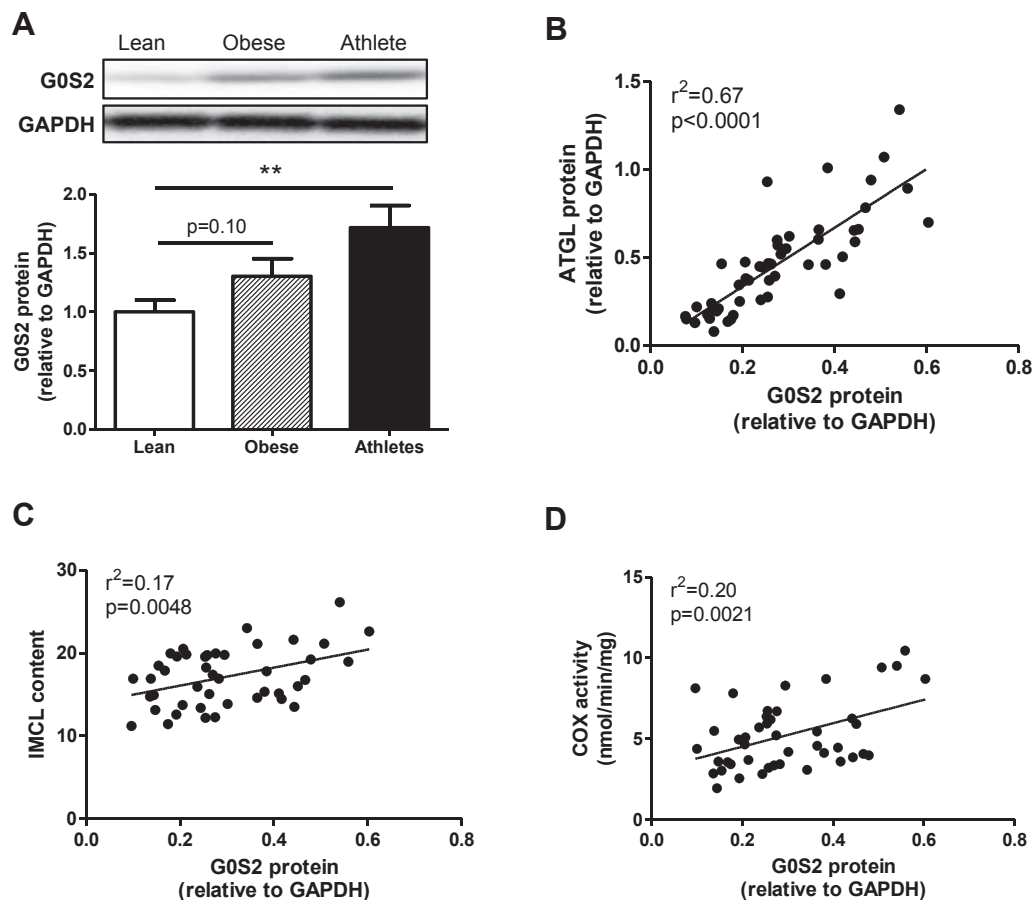 A
Lean Obese Athlete
G0S2
GAPDH
**
p=0.10
2.0
1.5
1.0
0.5
0.0
G0S2 protein
(relative to GAPDH)
Lean Obese Athletes
B
r²=0.67
p<0.0001
1.5
1.0
0.5
0.0
ATGL protein
(relative to GAPDH)
0.0 0.2 0.4 0.6 0.8
G0S2 protein
(relative to GAPDH)
C
r²=0.17
p=0.0048
30
20
10
0
IMCL content
0.0 0.2 0.4 0.6 0.8
G0S2 protein
(relative to GAPDH)
D
r²=0.20
p=0.0021
15
10
5
0
COX activity
(nmol/min/mg)
0.0 0.2 0.4 0.6 0.8
G0S2 protein
(relative to GAPDH)